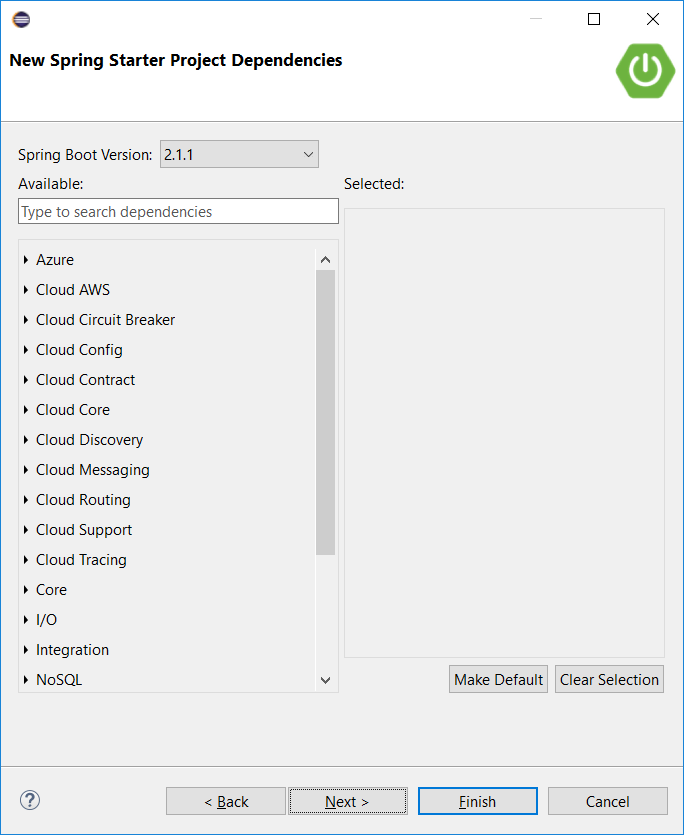 New Spring Starter Project Dependencies
Spring Boot Version: 2.1.1
Available:
Selected:
Type to search dependencies
Azure
Cloud AWS
Cloud Circuit Breaker
Cloud Config
Cloud Contract
Cloud Core
Cloud Discovery
Cloud Messaging
Cloud Routing
Cloud Support
Cloud Tracing
Core
I/O
Integration
NoSQL
Make Default
Clear Selection
?
< Back
Next >
Finish
Cancel